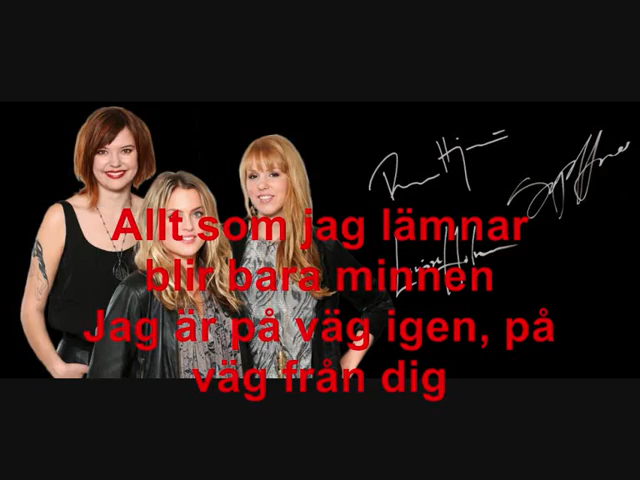 Allt som jag lämnar
blir bara minnen
Jag är på väg igen, på
väg från dig